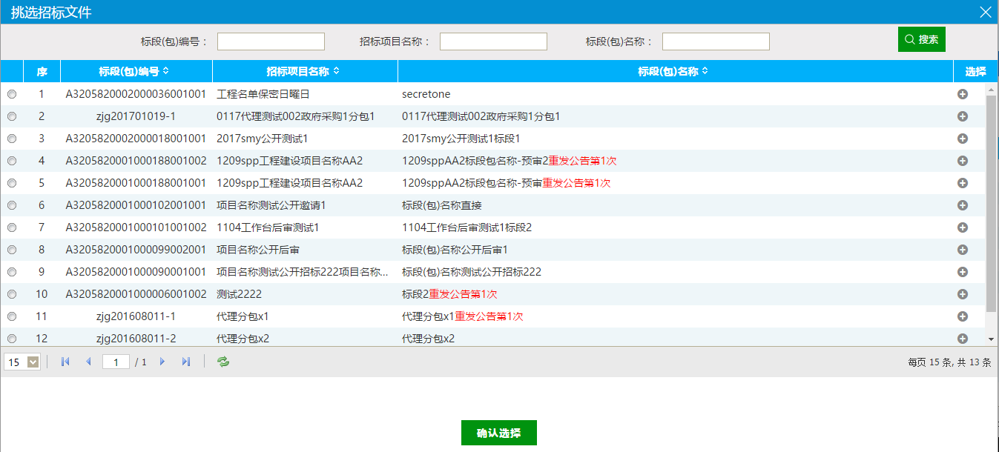 挑选招标文件
标段(包)编号： 招标项目名称： 标段(包)名称： 搜索
序 标段(包)编号 招标项目名称 标段(包)名称 选择
1 A3205820002000036001001 工程名单保密日曜日 secretone
2 zjg201701019-1 0117代理测试002政府采购1分包1 0117代理测试002政府采购1分包1
3 A3205820002000018001001 2017smy公开测试1 2017smy公开测试1标段1
4 A3205820001000188001002 1209spp工程建设项目名称AA2 1209sppAA2标段包名称-预审2重发公告第1次
5 A3205820001000188001001 1209spp工程建设项目名称AA2 1209sppAA2标段包名称-预审重发公告第1次
6 A3205820001000102001001 项目名称测试公开邀请1 标段(包)名称直接
7 A3205820001000101001002 1104工作台后审测试1 1104工作台后审测试1标段2
8 A3205820001000099002001 项目名称公开后审 标段(包)名称公开后审1
9 A3205820001000090001001 项目名称测试公开招标222项目名称... 标段(包)名称测试公开招标222
10 A3205820001000006001002 测试2222 标段2重发公告第1次
11 zjg201608011-1 代理分包x1 代理分包x1重发公告第1次
12 zjg201608011-2 代理分包x2 代理分包x2
15 1 / 1 每页 15 条, 共 13 条
确认选择